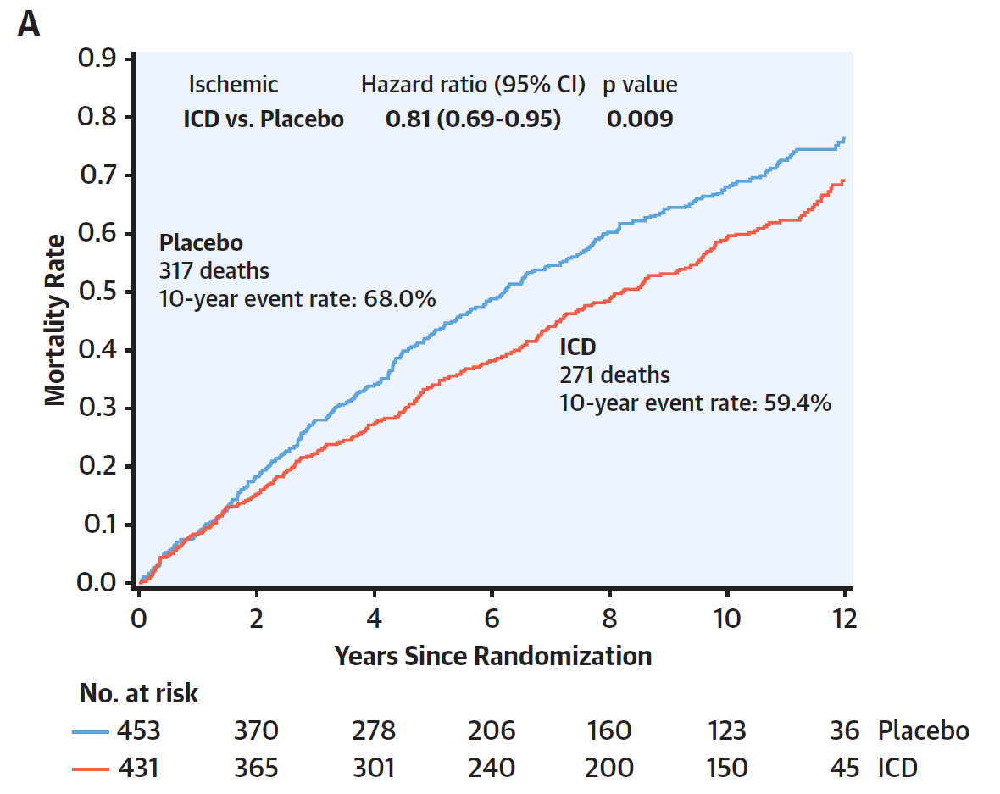 A
0.9
Ischemic Hazard ratio (95% CI) p value
0.8
ICD vs. Placebo 0.81 (0.69-0.95) 0.009
0.7
0.6
Placebo
317 deaths
10-year event rate: 68.0%
0.5
0.4
ICD
271 deaths
10-year event rate: 59.4%
0.3
0.2
0.1
0.0
Mortality Rate
0 2 4 6 8 10 12
Years Since Randomization
No. at risk
453 370 278 206 160 123 36 Placebo
431 365 301 240 200 150 45 ICD